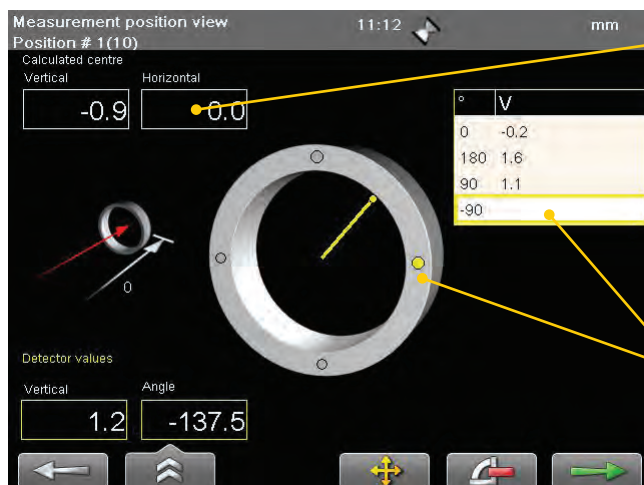 Measurement position view 11:12 mm
Position # 1(10)
Calculated centre
Vertical Horizontal
-0.9 0.0
° V
0 -0.2
180 1.6
90 1.1
-90
0
Detector values
Vertical Angle
1.2 -137.5